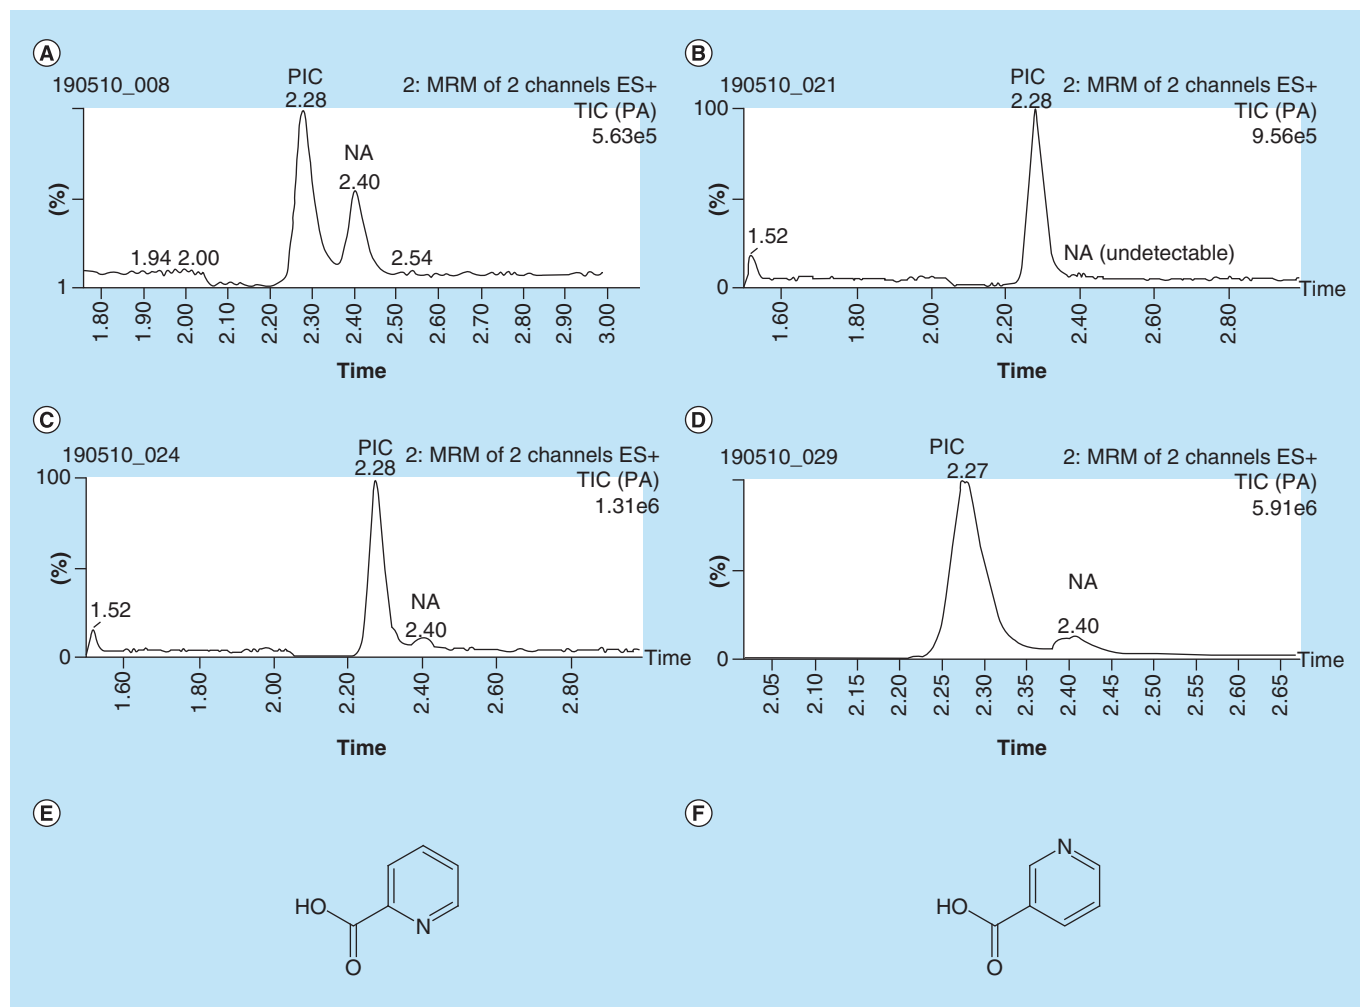 A
190510_008
PIC
2.28
2: MRM of 2 channels ES+
TIC (PA)
5.63e5
NA
2.40
1.94 2.00
2.54
(%)
1
1.80 1.90 2.00 2.10 2.20 2.30 2.40 2.50 2.60 2.70 2.80 2.90 3.00
Time
B
190510_021
PIC
2.28
2: MRM of 2 channels ES+
TIC (PA)
9.56e5
100
(%)
1.52
NA (undetectable)
0
Time
1.60 1.80 2.00 2.20 2.40 2.60 2.80
Time
C
190510_024
PIC
2.28
2: MRM of 2 channels ES+
TIC (PA)
1.31e6
100
(%)
1.52
NA
2.40
0
Time
1.60 1.80 2.00 2.20 2.40 2.60 2.80
Time
D
190510_029
PIC
2.27
2: MRM of 2 channels ES+
TIC (PA)
5.91e6
(%)
NA
2.40
0
Time
2.05 2.10 2.15 2.20 2.25 2.30 2.35 2.40 2.45 2.50 2.55 2.60 2.65
Time
E
HO
N
O
F
N
HO
O